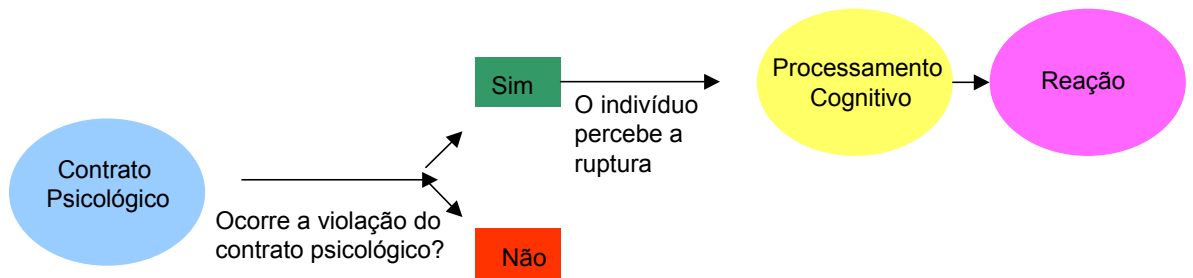 Contrato
Psicológico
Ocorre a violação do
contrato psicológico?
Sim
Não
O indivíduo
percebe a
ruptura
Processamento
Cognitivo
Reação